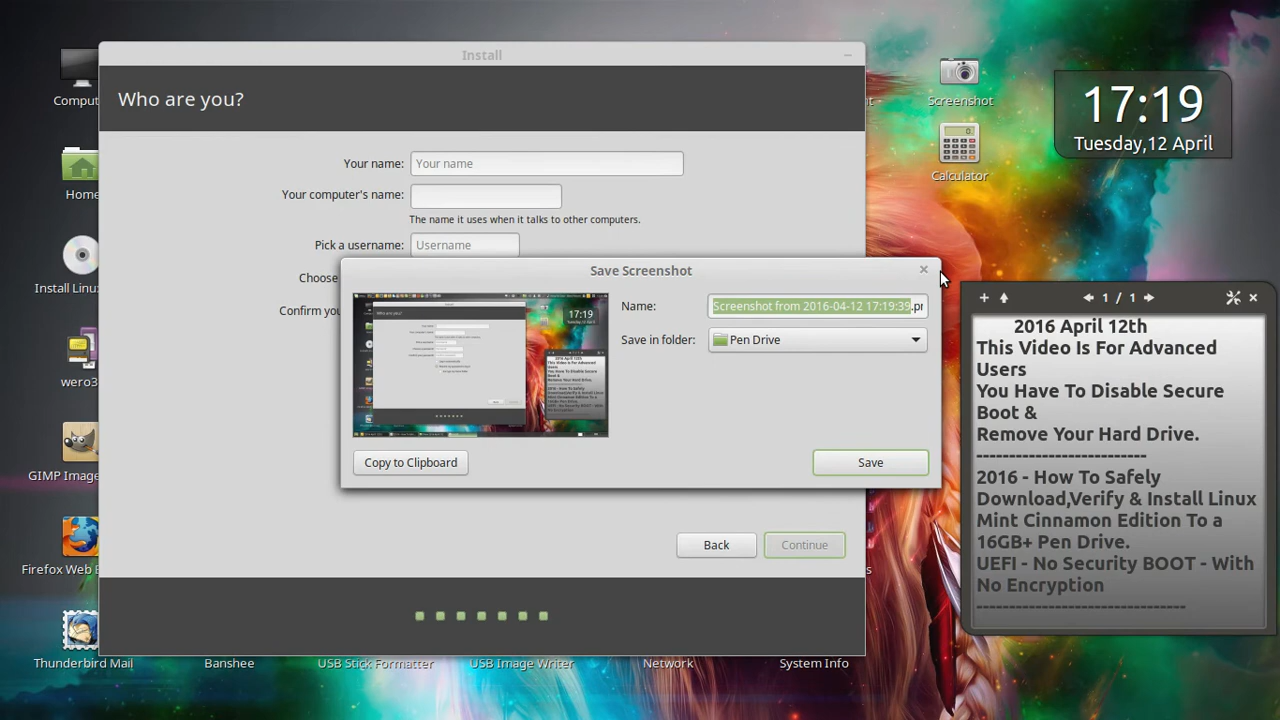 Install
Who are you?
Your name:
Your name
Your computer's name:
The name it uses when it talks to other computers.
Pick a username:
Username
Choose
Confirm you
Save Screenshot
Name:
Screenshot from 2016-04-12 17:19:39.pr
Save in folder:
Pen Drive
Copy to Clipboard
Save
Back
Continue
Comput
Home
Install Linu
wero3
GIMP Image
Firefox Web B
Thunderbird Mail
Banshee
USB Stick Formatter
USB Image Writer
Network
System Info
Screenshot
Calculator
17:19
Tuesday,12 April
1 / 1
2016 April 12th
This Video Is For Advanced
Users
You Have To Disable Secure
Boot &
Remove Your Hard Drive.
---------------------------
2016 - How To Safely
Download,Verify & Install Linux
Mint Cinnamon Edition To a
16GB+ Pen Drive.
UEFI - No Security BOOT - With
No Encryption
---------------------------------